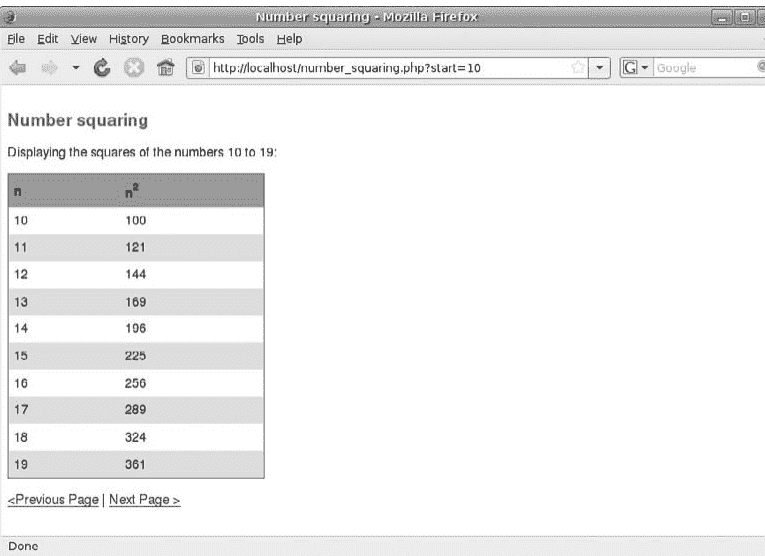 Number squaring - Mozilla Firefox
File Edit View History Bookmarks Tools Help
http://localhost/number_squaring.php?start=10
G Google
Number squaring
Displaying the squares of the numbers 10 to 19:
n n²
10 100
11 121
12 144
13 169
14 196
15 225
16 256
17 289
18 324
19 361
<Previous Page | Next Page >
Done